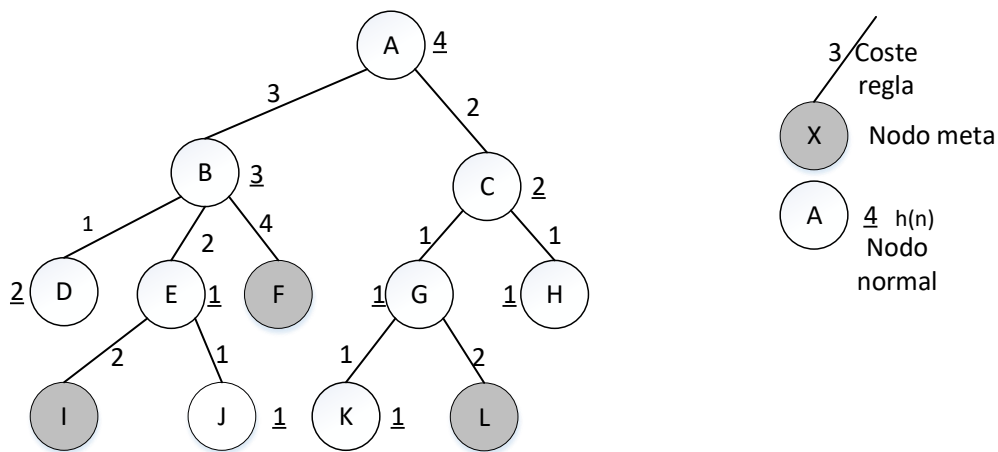 A 4
3 2
3 Coste
regla
X Nodo meta
B 3
C 2
A 4 h(n)
Nodo
normal
1 2 4
1 1
2 D
E 1
F
1 G
1 H
2 1
1 2
I
J 1
K 1
L